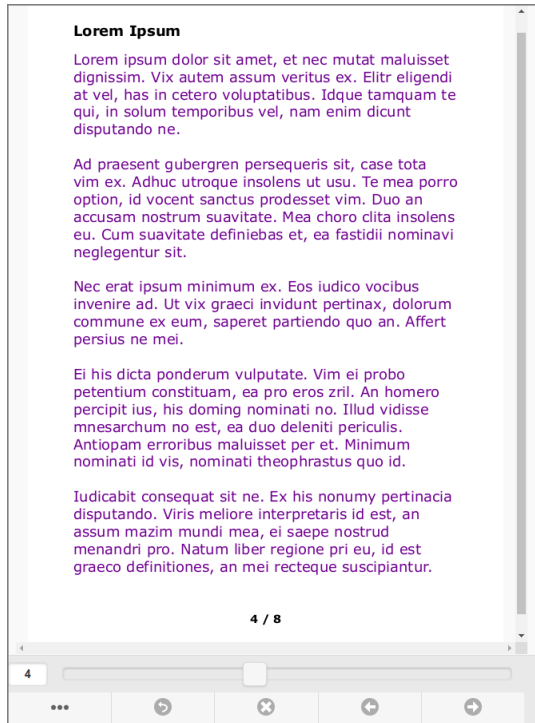 Lorem Ipsum
Lorem ipsum dolor sit amet, et nec mutat maluisset
dignissim. Vix autem assum veritus ex. Elitr eligendi
at vel, has in cetero voluptatibus. Idque tamquam te
qui, in solum temporibus vel, nam enim dicunt
disputando ne.
Ad praesent gubergren persequeris sit, case tota
vim ex. Adhuc utroque insolens ut usu. Te mea porro
option, id vocent sanctus prodesset vim. Duo an
accusam nostrum suavitate. Mea choro clita insolens
eu. Cum suavitate definiebas et, ea fastidii nominavi
neglegentur sit.
Nec erat ipsum minimum ex. Eos iudico vocibus
invenire ad. Ut vix graeci invidunt pertinax, dolorum
commune ex eum, saperet partiendo quo an. Affert
persius ne mei.
Ei his dicta ponderum vulputate. Vim ei probo
petentium constituam, ea pro eros zril. An homero
percipit ius, his doming nominati no. Illud vidisse
mnesarchum no est, ea duo deleniti periculis.
Antiopam erroribus maluisset per et. Minimum
nominati id vis, nominati theophrastus quo id.
Iudicabit consequat sit ne. Ex his nonumy pertinacia
disputando. Viris meliore interpretaris id est, an
assum mazim mundi mea, ei saepe nostrud
menandri pro. Natum liber regione pri eu, id est
graeco definitiones, an mei recteque suscipiantur.
4 / 8
4